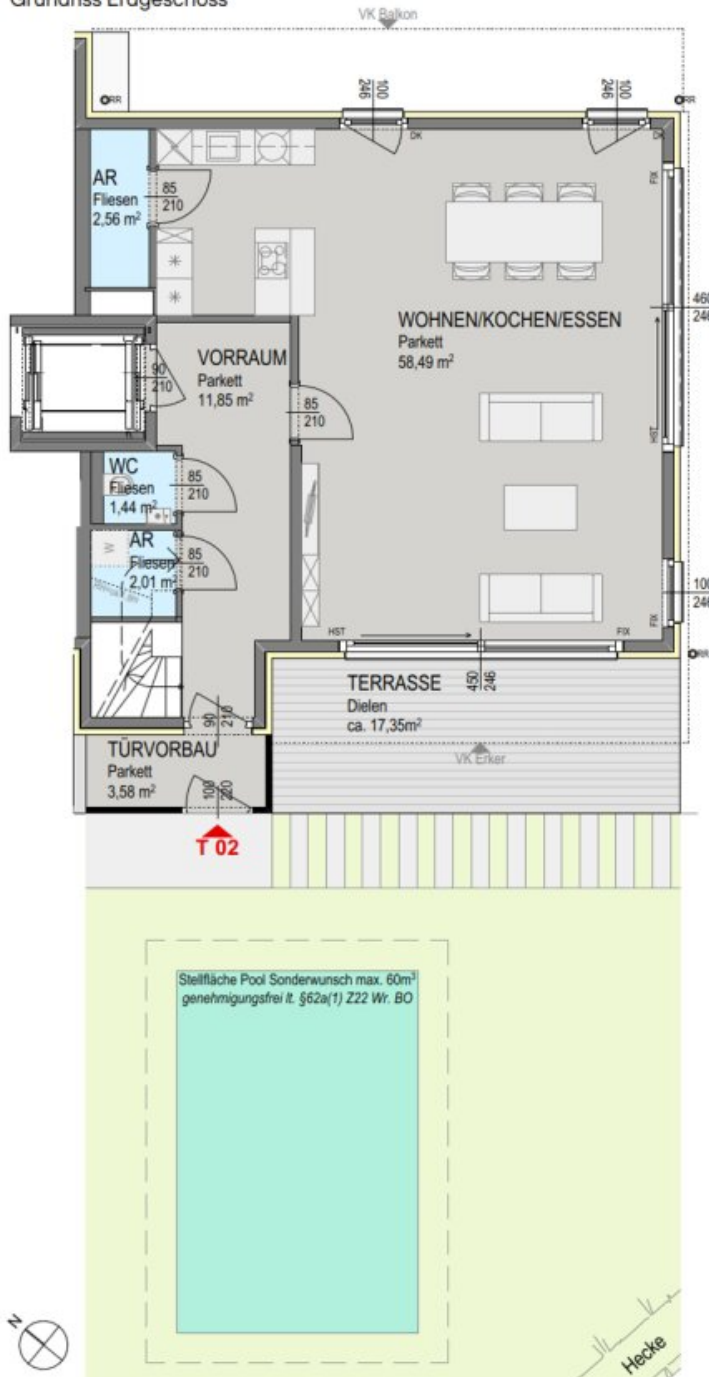 Grundriss Erdgeschoss
VK Balkon
RR
100
246
100
246
RR
DK
DK
AR
Fliesen
2,56 m²
85
210
FIX
460
246
WOHNEN/KOCHEN/ESSEN
Parkett
58,49 m²
VORRAUM
Parkett
11,85 m²
90
210
85
210
HST
WC
Fliesen
1,44 m²
85
210
AR
Fliesen
2,01 m²
W
85
210
100
246
FIX
HST
FIX
RR
TERRASSE
Dielen
ca. 17,35m²
450
246
VK Erker
90
210
TÜRVORBAU
Parkett
3,58 m²
100
220
T 02
Stellfläche Pool Sonderwunsch max. 60m³
genehmigungsfrei lt. §62a(1) Z22 Wr. BO
N
Hecke